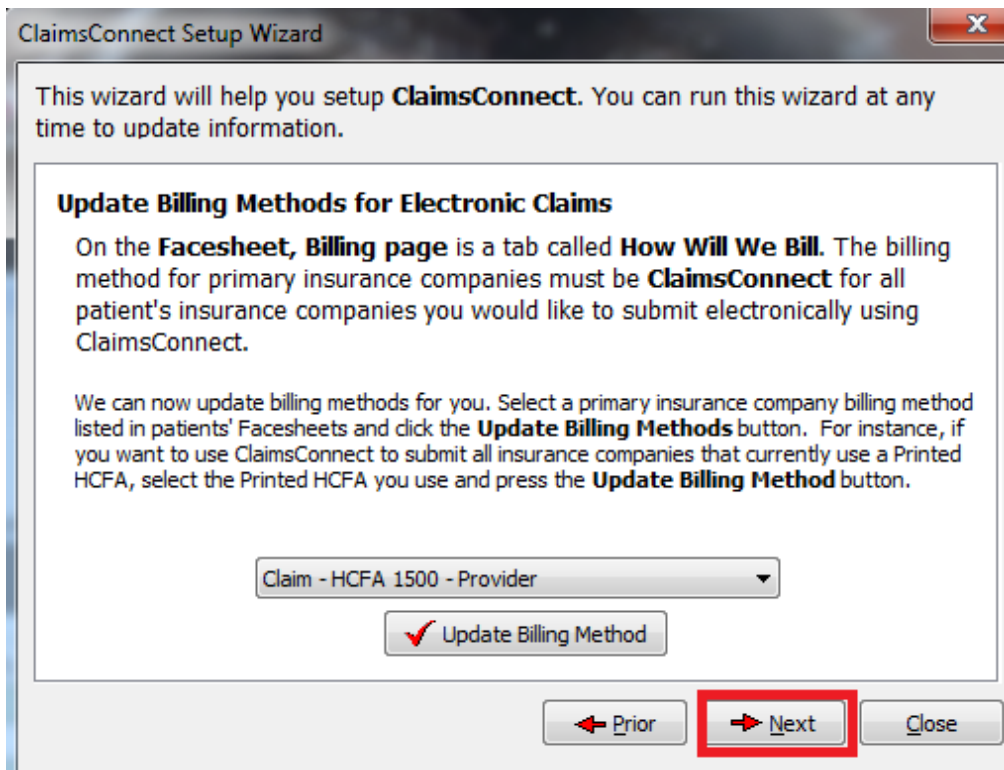 ClaimsConnect Setup Wizard
This wizard will help you setup ClaimsConnect. You can run this wizard at any
time to update information.
Update Billing Methods for Electronic Claims
On the Facesheet, Billing page is a tab called How Will We Bill. The billing
method for primary insurance companies must be ClaimsConnect for all
patient's insurance companies you would like to submit electronically using
ClaimsConnect.
We can now update billing methods for you. Select a primary insurance company billing method
listed in patients' Facesheets and click the Update Billing Methods button. For instance, if
you want to use ClaimsConnect to submit all insurance companies that currently use a Printed
HCFA, select the Printed HCFA you use and press the Update Billing Method button.
Claim - HCFA 1500 - Provider
Update Billing Method
Prior Next Close